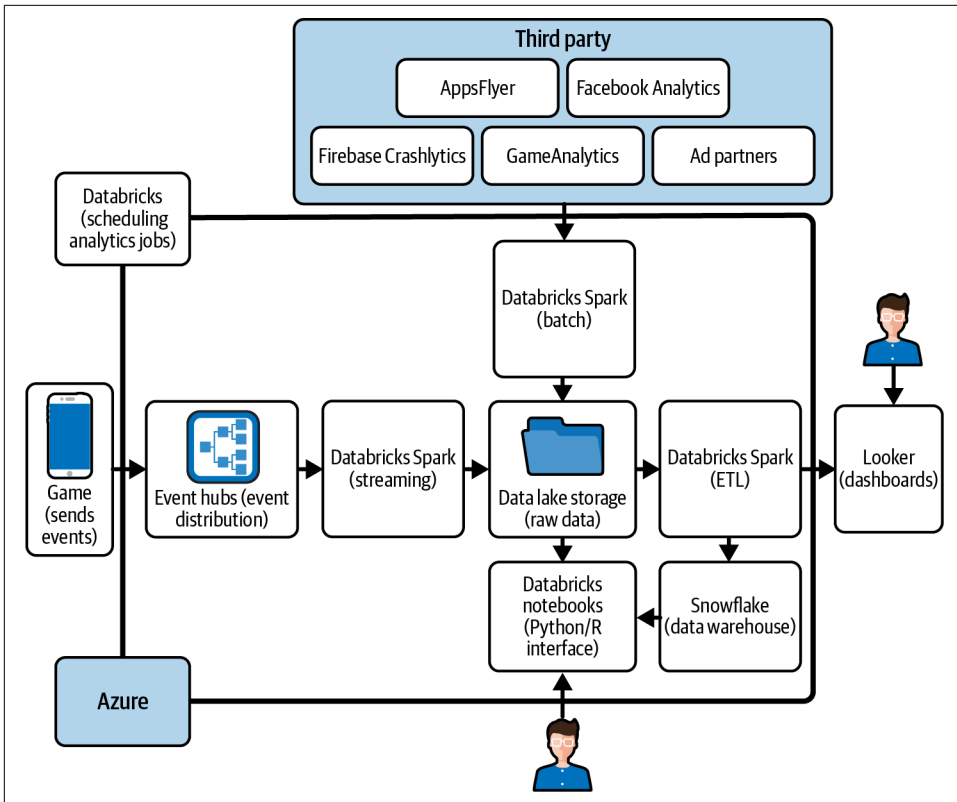 Third party
AppsFlyer
Facebook Analytics
Firebase Crashlytics
GameAnalytics
Ad partners
Databricks
(scheduling
analytics jobs)
Databricks Spark
(batch)
Game
(sends
events)
Event hubs (event
distribution)
Databricks Spark
(streaming)
Data lake storage
(raw data)
Databricks Spark
(ETL)
Looker
(dashboards)
Databricks
notebooks
(Python/R
interface)
Snowflake
(data warehouse)
Azure